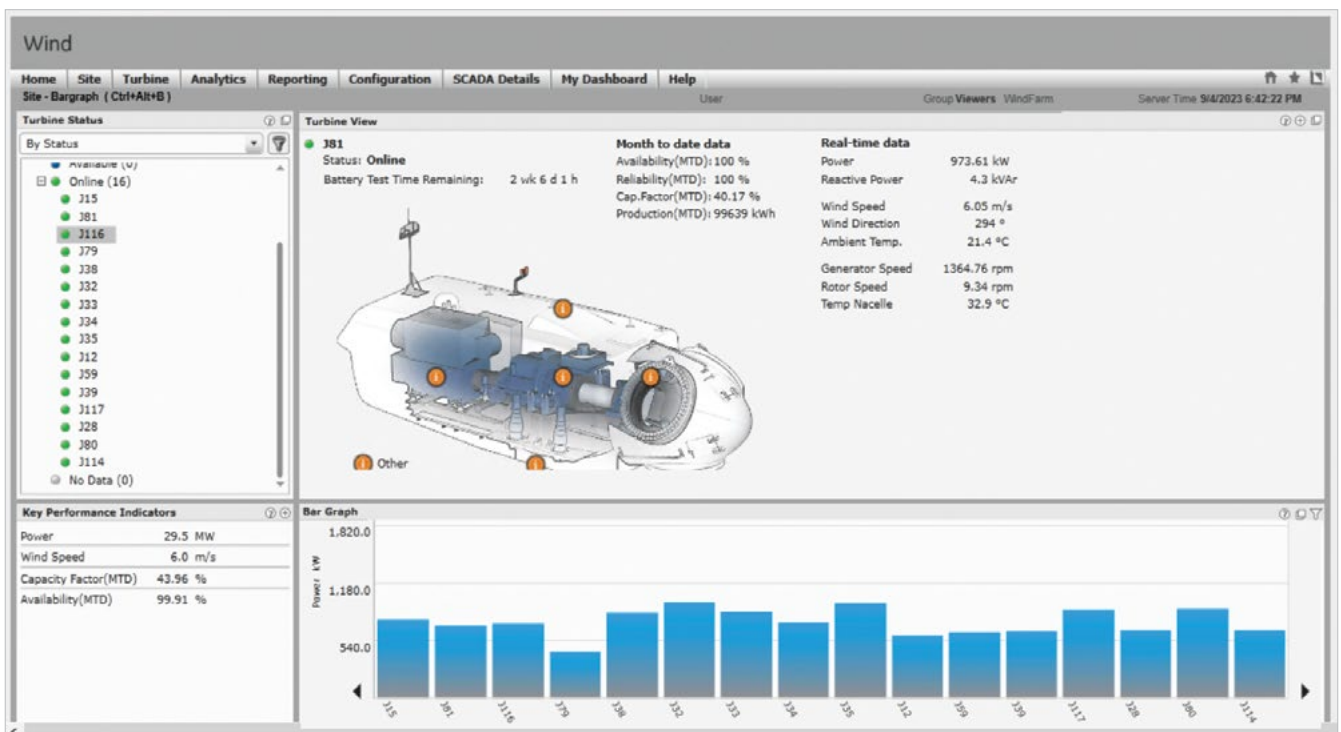 Wind
Home Site Turbine Analytics Reporting Configuration SCADA Details My Dashboard Help
Site - Bargraph ( Ctrl+Alt+B ) User Group Viewers WindFarm Server Time 9/4/2023 6:42:22 PM
Turbine Status
By Status
Available (0)
Online (16)
J15
J81
J116
J79
J38
J32
J33
J34
J35
J12
J59
J39
J117
J28
J80
J114
No Data (0)
Turbine View
J81
Status: Online
Battery Test Time Remaining: 2 wk 6 d 1 h
Month to date data
Availability(MTD): 100 %
Reliability(MTD): 100 %
Cap.Factor(MTD): 40.17 %
Production(MTD): 99639 kWh
Real-time data
Power 973.61 kW
Reactive Power 4.3 kVAr
Wind Speed 6.05 m/s
Wind Direction 294 °
Ambient Temp. 21.4 °C
Generator Speed 1364.76 rpm
Rotor Speed 9.34 rpm
Temp Nacelle 32.9 °C
Other
Key Performance Indicators
Power 29.5 MW
Wind Speed 6.0 m/s
Capacity Factor(MTD) 43.96 %
Availability(MTD) 99.91 %
Bar Graph
Power kW
1,820.0
1,180.0
540.0
J15 J81 J116 J79 J38 J32 J33 J34 J35 J12 J59 J39 J117 J28 J80 J114